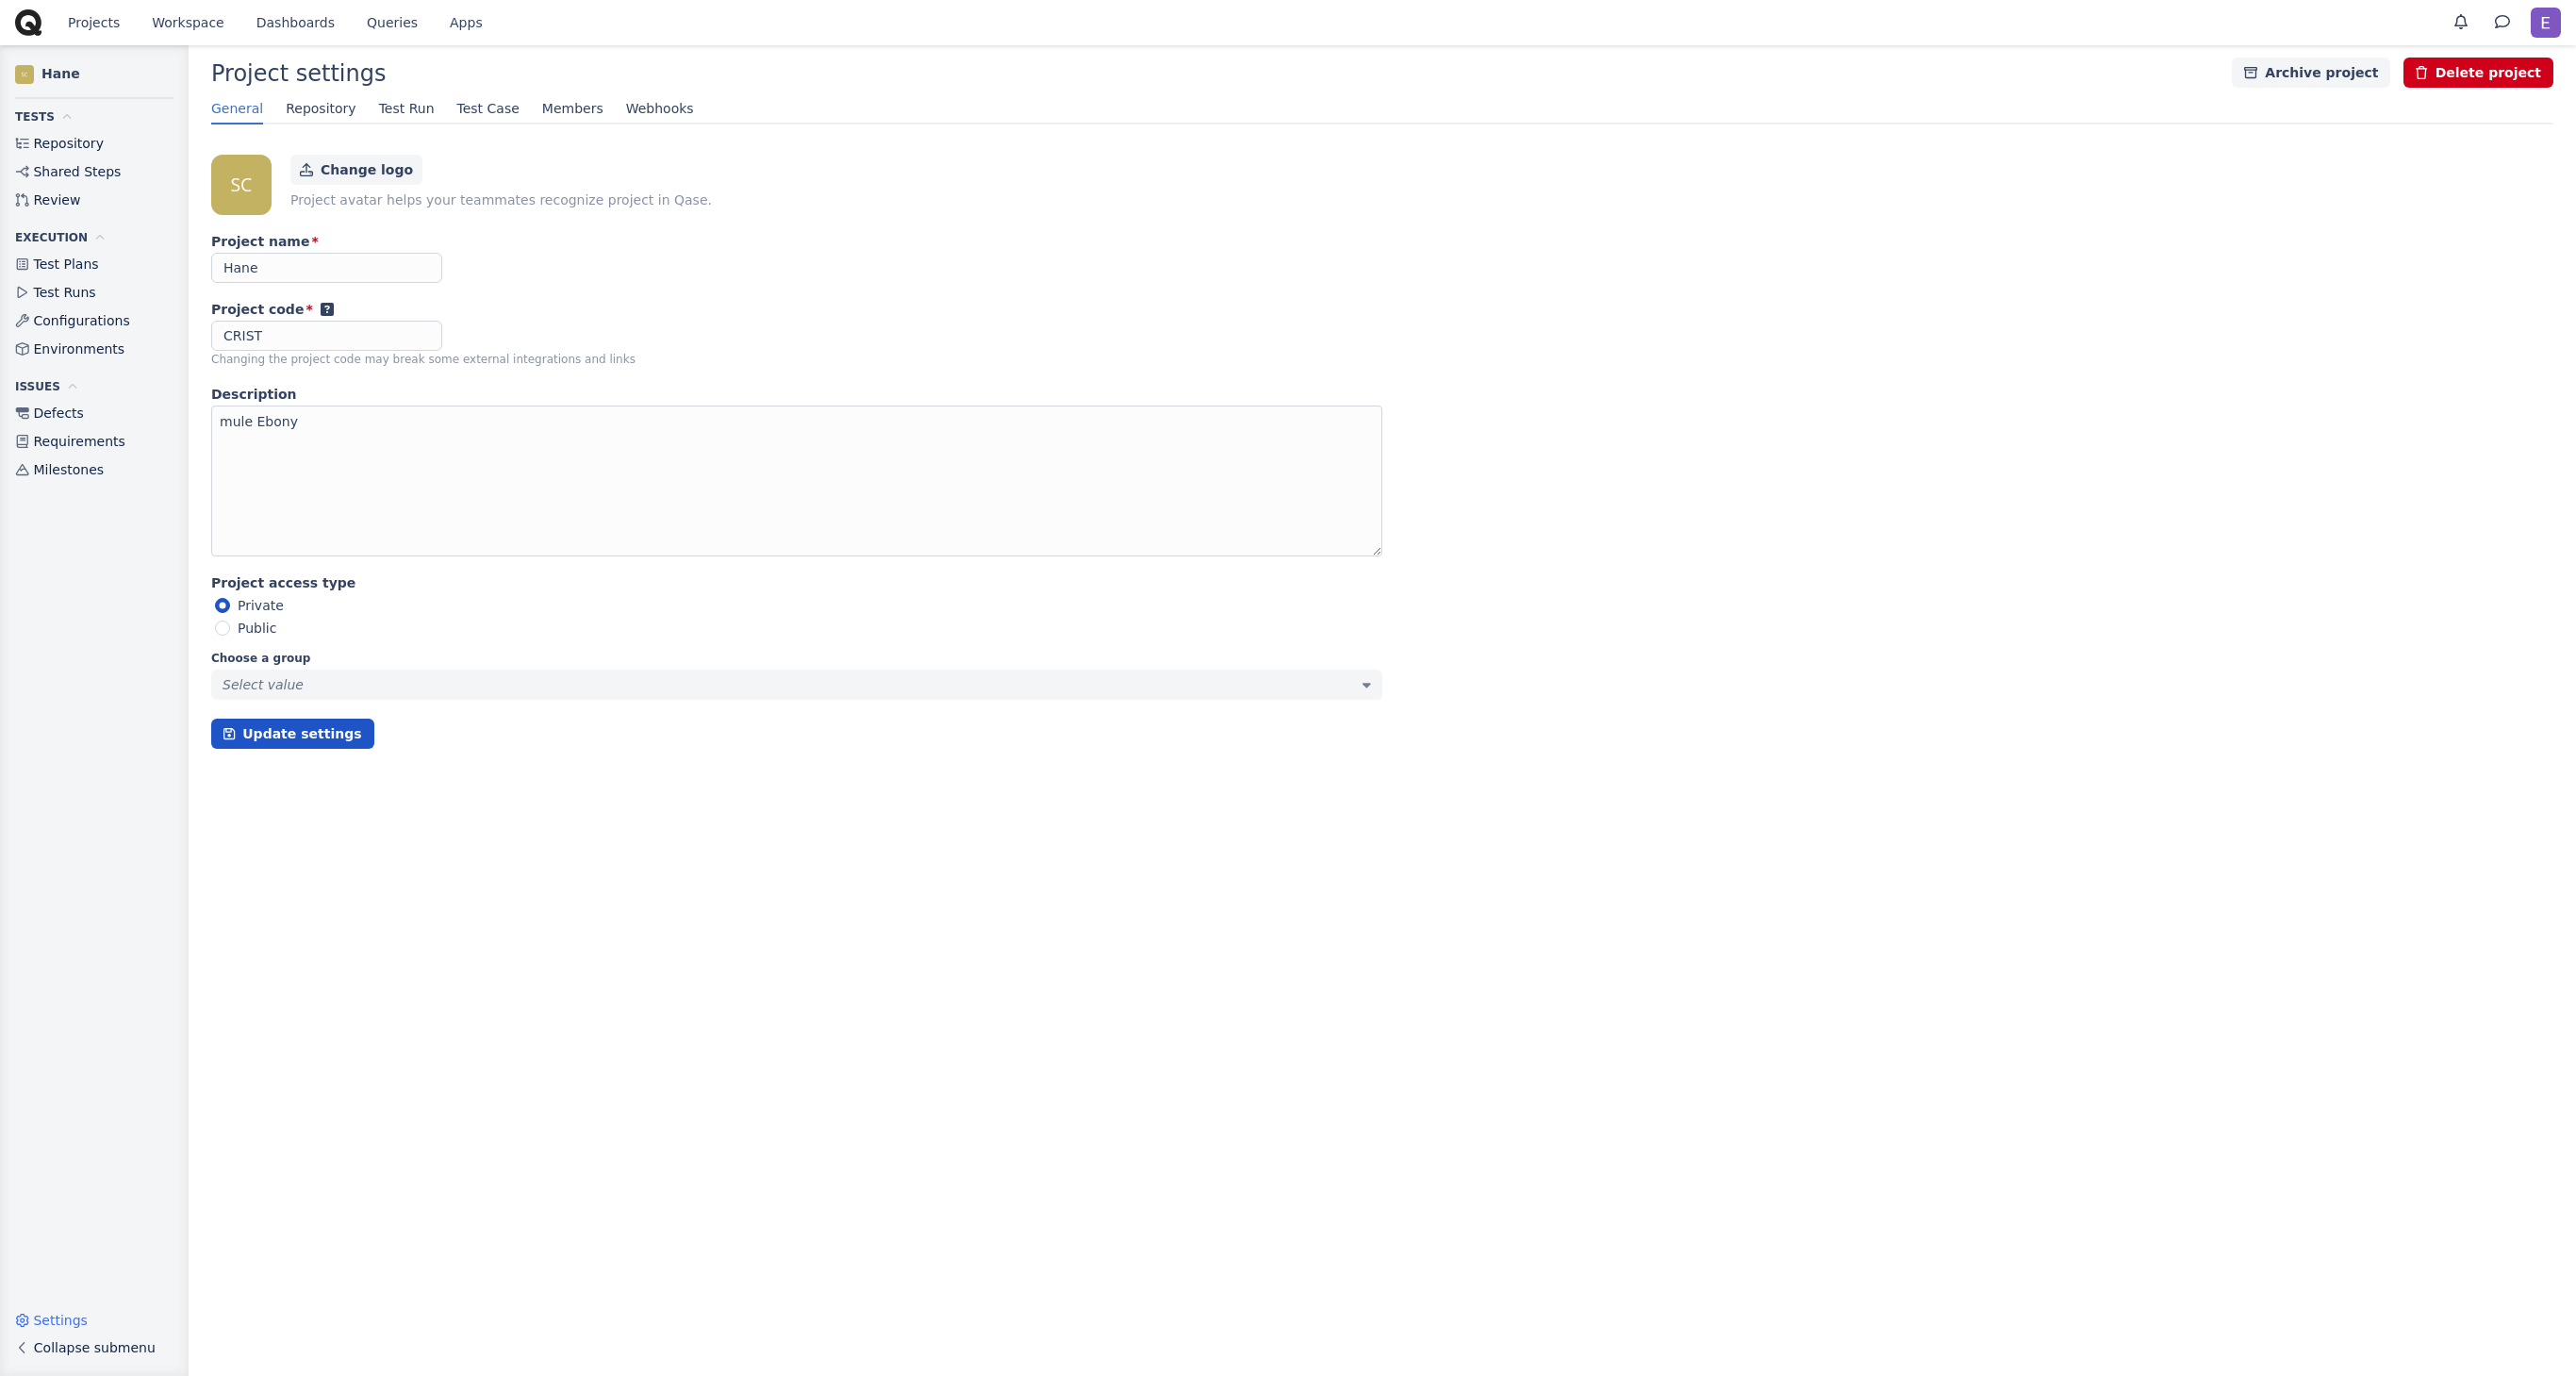 Projects Workspace Dashboards Queries Apps
E
Hane
TESTS
Repository
Shared Steps
Review
EXECUTION
Test Plans
Test Runs
Configurations
Environments
ISSUES
Defects
Requirements
Milestones
Settings
Collapse submenu
Project settings
Archive project
Delete project
General Repository Test Run Test Case Members Webhooks
SC
Change logo
Project avatar helps your teammates recognize project in Qase.
Project name*
Hane
Project code* ?
CRIST
Changing the project code may break some external integrations and links
Description
mule Ebony
Project access type
Private
Public
Choose a group
Select value
Update settings